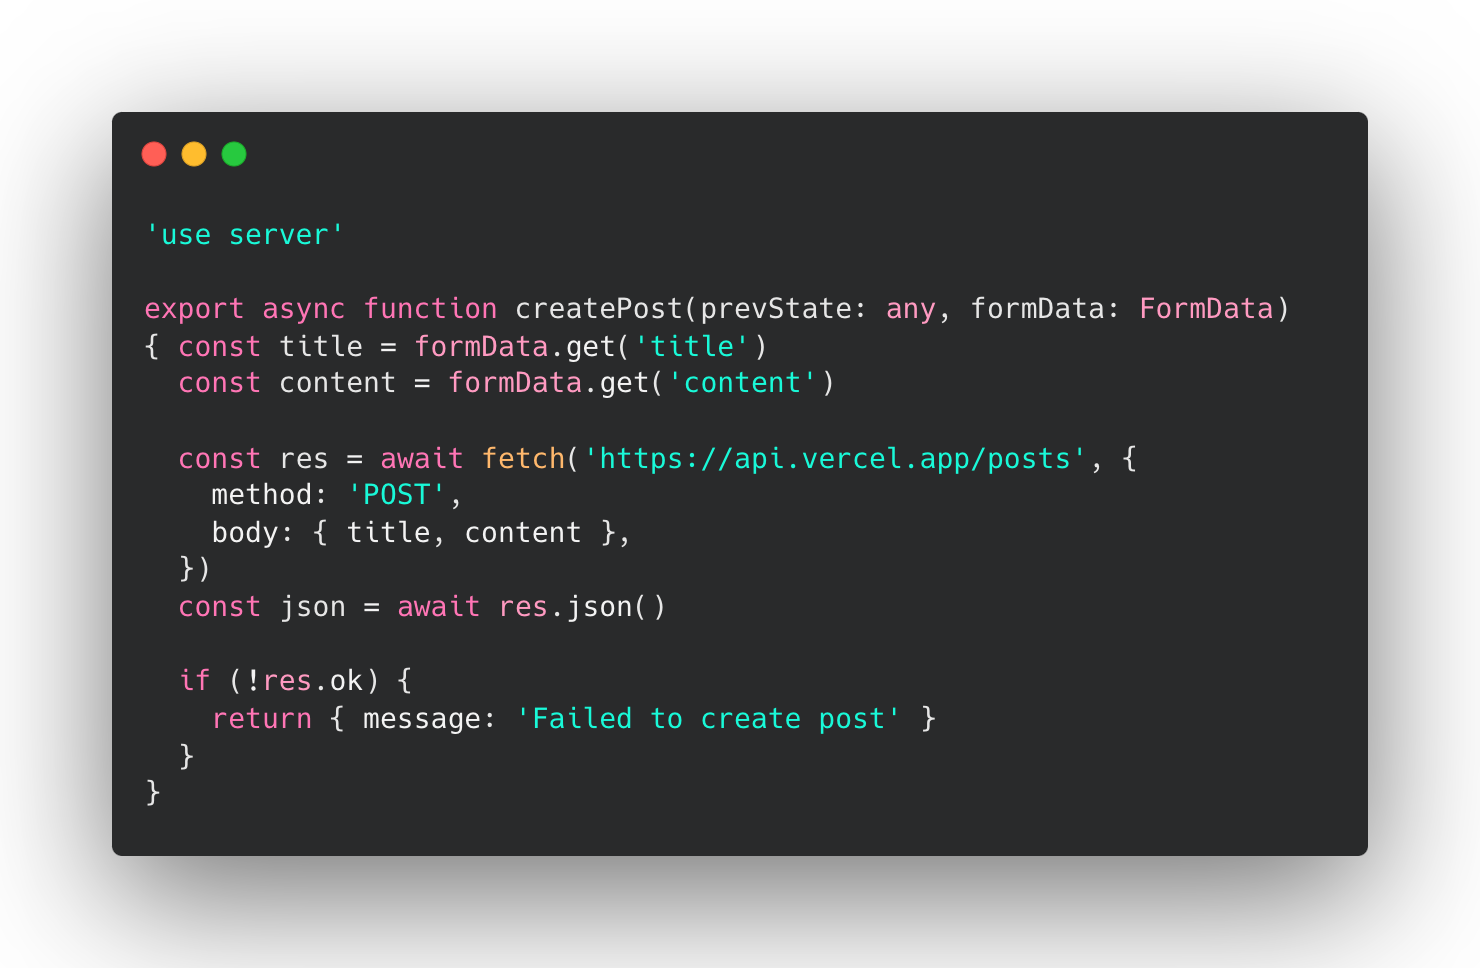 'use server'

export async function createPost(prevState: any, formData: FormData)
{ const title = formData.get('title')
  const content = formData.get('content')

  const res = await fetch('https://api.vercel.app/posts', {
    method: 'POST',
    body: { title, content },
  })
  const json = await res.json()

  if (!res.ok) {
    return { message: 'Failed to create post' }
  }
}